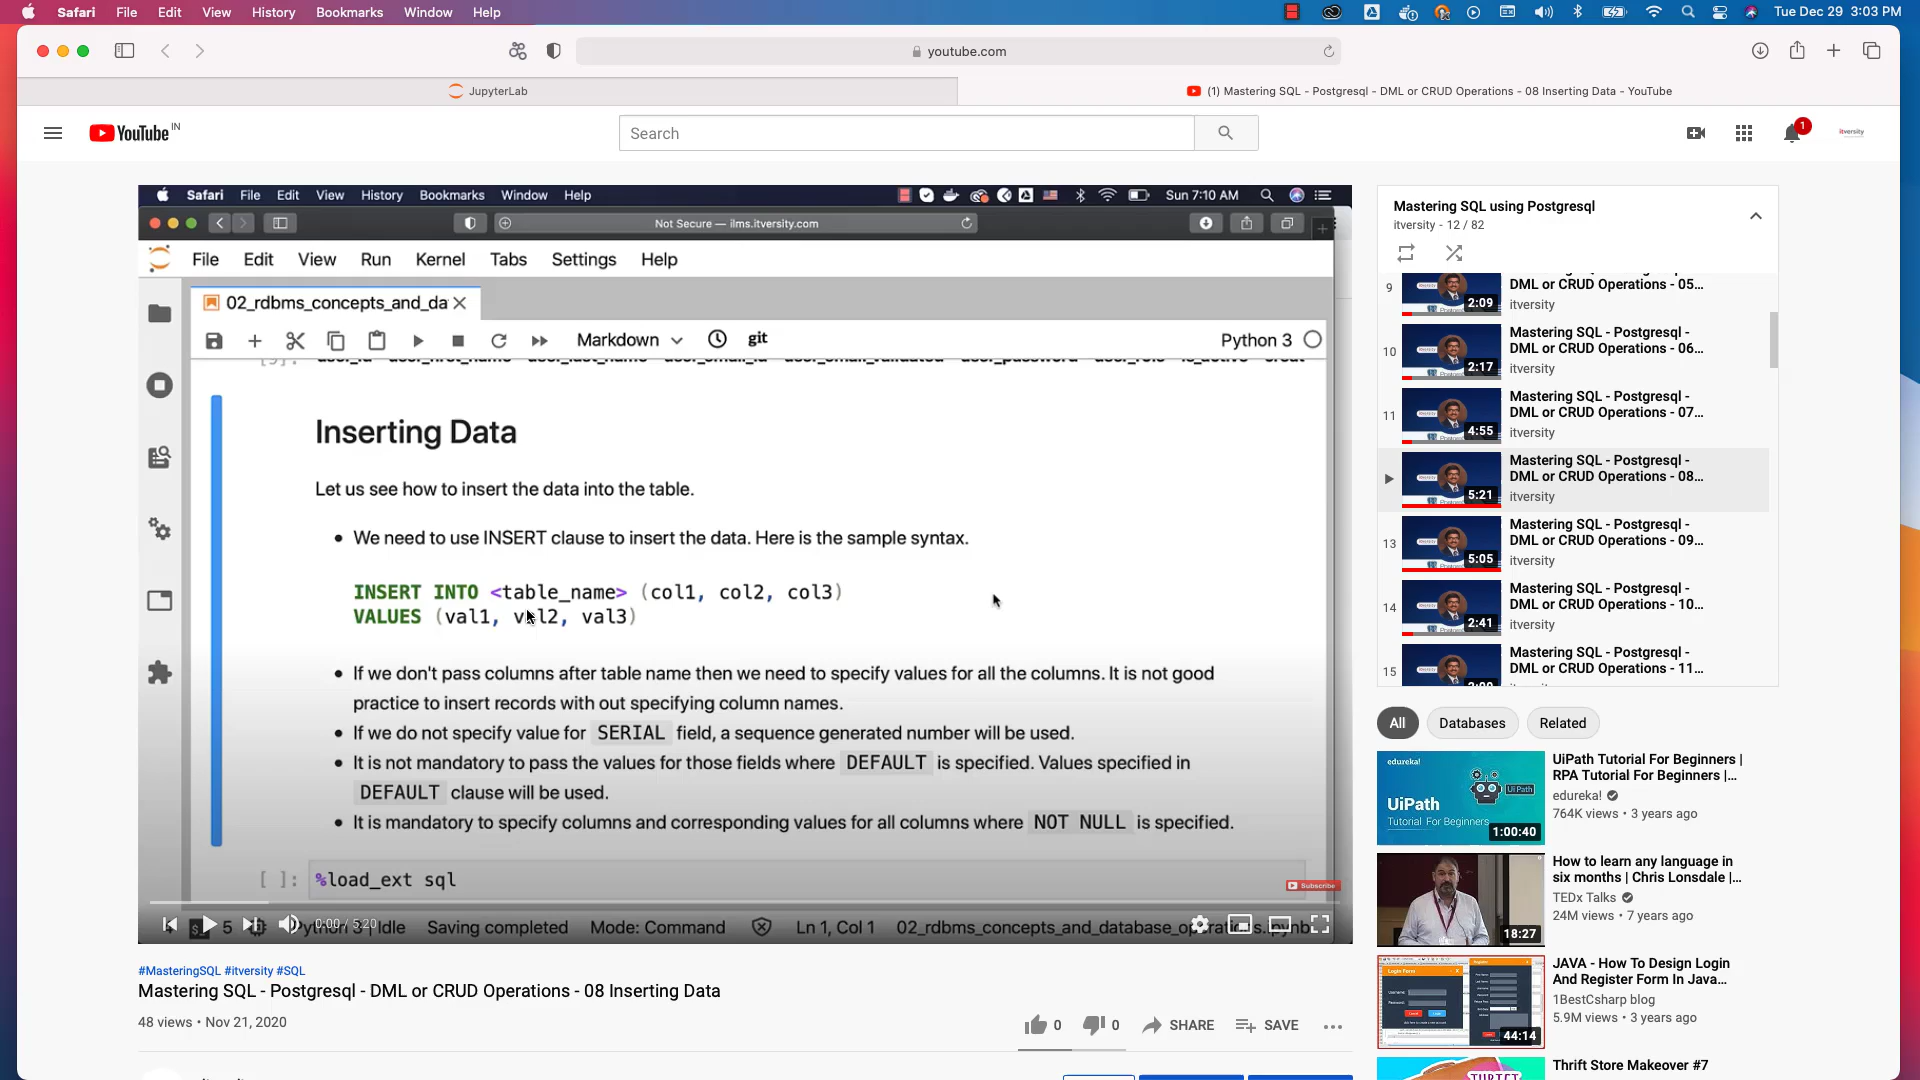 Safari File Edit View History Bookmarks Window Help
Tue Dec 29 3:03 PM
youtube.com
JupyterLab
(1) Mastering SQL - Postgresql - DML or CRUD Operations - 08 Inserting Data - YouTube
YouTube IN
Search
1
itversity
Safari File Edit View History Bookmarks Window Help
Sun 7:10 AM
Not Secure — ilms.itversity.com
File Edit View Run Kernel Tabs Settings Help
02_rdbms_concepts_and_da
Markdown
git
Python 3
Inserting Data
Let us see how to insert the data into the table.
• We need to use INSERT clause to insert the data. Here is the sample syntax.
INSERT INTO <table_name> (col1, col2, col3)
VALUES (val1, val2, val3)
• If we don't pass columns after table name then we need to specify values for all the columns. It is not good
practice to insert records with out specifying column names.
• If we do not specify value for SERIAL field, a sequence generated number will be used.
• It is not mandatory to pass the values for those fields where DEFAULT is specified. Values specified in
DEFAULT clause will be used.
• It is mandatory to specify columns and corresponding values for all columns where NOT NULL is specified.
[ ]: %load_ext sql
Subscribe
0:00 / 5:20
5
Python 3 | Idle
Saving completed
Mode: Command
Ln 1, Col 1
#MasteringSQL #itversity #SQL
Mastering SQL - Postgresql - DML or CRUD Operations - 08 Inserting Data
48 views • Nov 21, 2020
0
0
SHARE
SAVE
Mastering SQL using Postgresql
itversity - 12 / 82
9
2:09
DML or CRUD Operations - 05...
itversity
10
2:17
Mastering SQL - Postgresql -
DML or CRUD Operations - 06...
itversity
11
4:55
Mastering SQL - Postgresql -
DML or CRUD Operations - 07...
itversity
5:21
Mastering SQL - Postgresql -
DML or CRUD Operations - 08...
itversity
13
5:05
Mastering SQL - Postgresql -
DML or CRUD Operations - 09...
itversity
14
2:41
Mastering SQL - Postgresql -
DML or CRUD Operations - 10...
itversity
15
Mastering SQL - Postgresql -
DML or CRUD Operations - 11...
All
Databases
Related
edureka!
UiPath
Tutorial For Beginners
Ui Path
1:00:40
UiPath Tutorial For Beginners |
RPA Tutorial For Beginners |...
edureka!
764K views • 3 years ago
18:27
How to learn any language in
six months | Chris Lonsdale |...
TEDx Talks
24M views • 7 years ago
44:14
JAVA - How To Design Login
And Register Form In Java...
1BestCsharp blog
5.9M views • 3 years ago
Thrift Store Makeover #7